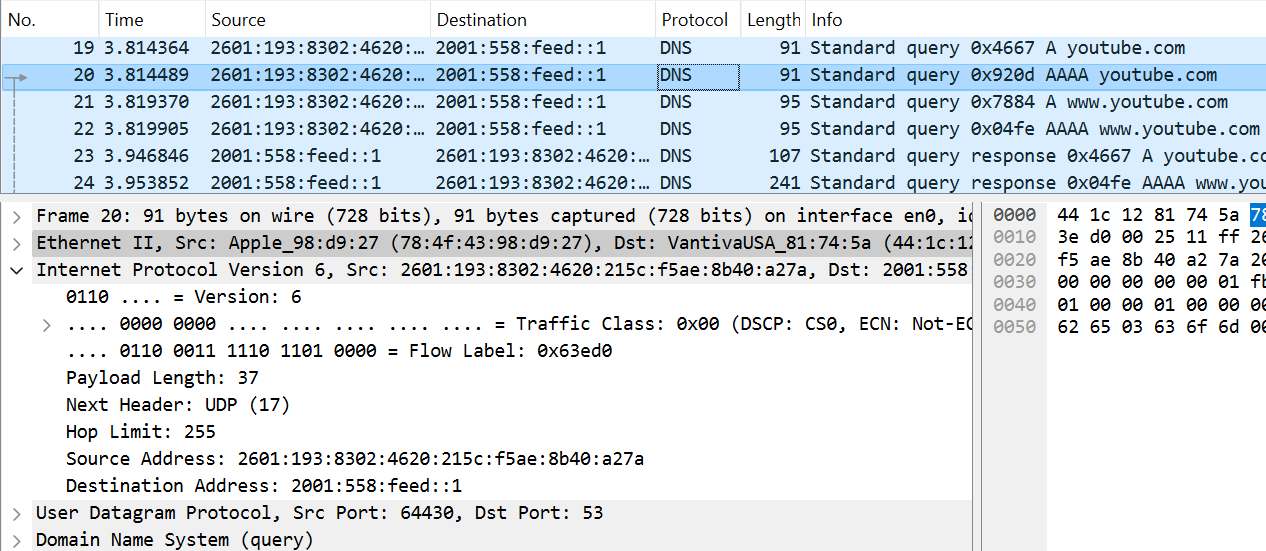 No. Time Source Destination Protocol Length Info
19 3.814364 2601:193:8302:4620:… 2001:558:feed::1 DNS 91 Standard query 0x4667 A youtube.com
20 3.814489 2601:193:8302:4620:… 2001:558:feed::1 DNS 91 Standard query 0x920d AAAA youtube.com
21 3.819370 2601:193:8302:4620:… 2001:558:feed::1 DNS 95 Standard query 0x7884 A www.youtube.com
22 3.819905 2601:193:8302:4620:… 2001:558:feed::1 DNS 95 Standard query 0x04fe AAAA www.youtube.com
23 3.946846 2001:558:feed::1 2601:193:8302:4620:… DNS 107 Standard query response 0x4667 A youtube.co
24 3.953852 2001:558:feed::1 2601:193:8302:4620:… DNS 241 Standard query response 0x04fe AAAA www.you
Frame 20: 91 bytes on wire (728 bits), 91 bytes captured (728 bits) on interface en0, id
Ethernet II, Src: Apple_98:d9:27 (78:4f:43:98:d9:27), Dst: VantivaUSA_81:74:5a (44:1c:12
Internet Protocol Version 6, Src: 2601:193:8302:4620:215c:f5ae:8b40:a27a, Dst: 2001:558
0110 .... = Version: 6
.... 0000 0000 .... .... .... .... .... = Traffic Class: 0x00 (DSCP: CS0, ECN: Not-EC
.... 0110 0011 1110 1101 0000 = Flow Label: 0x63ed0
Payload Length: 37
Next Header: UDP (17)
Hop Limit: 255
Source Address: 2601:193:8302:4620:215c:f5ae:8b40:a27a
Destination Address: 2001:558:feed::1
User Datagram Protocol, Src Port: 64430, Dst Port: 53
Domain Name System (query)
0000 44 1c 12 81 74 5a 78
0010 3e d0 00 25 11 ff 26
0020 f5 ae 8b 40 a2 7a 20
0030 00 00 00 00 00 01 fb
0040 01 00 00 01 00 00 00
0050 62 65 03 63 6f 6d 00